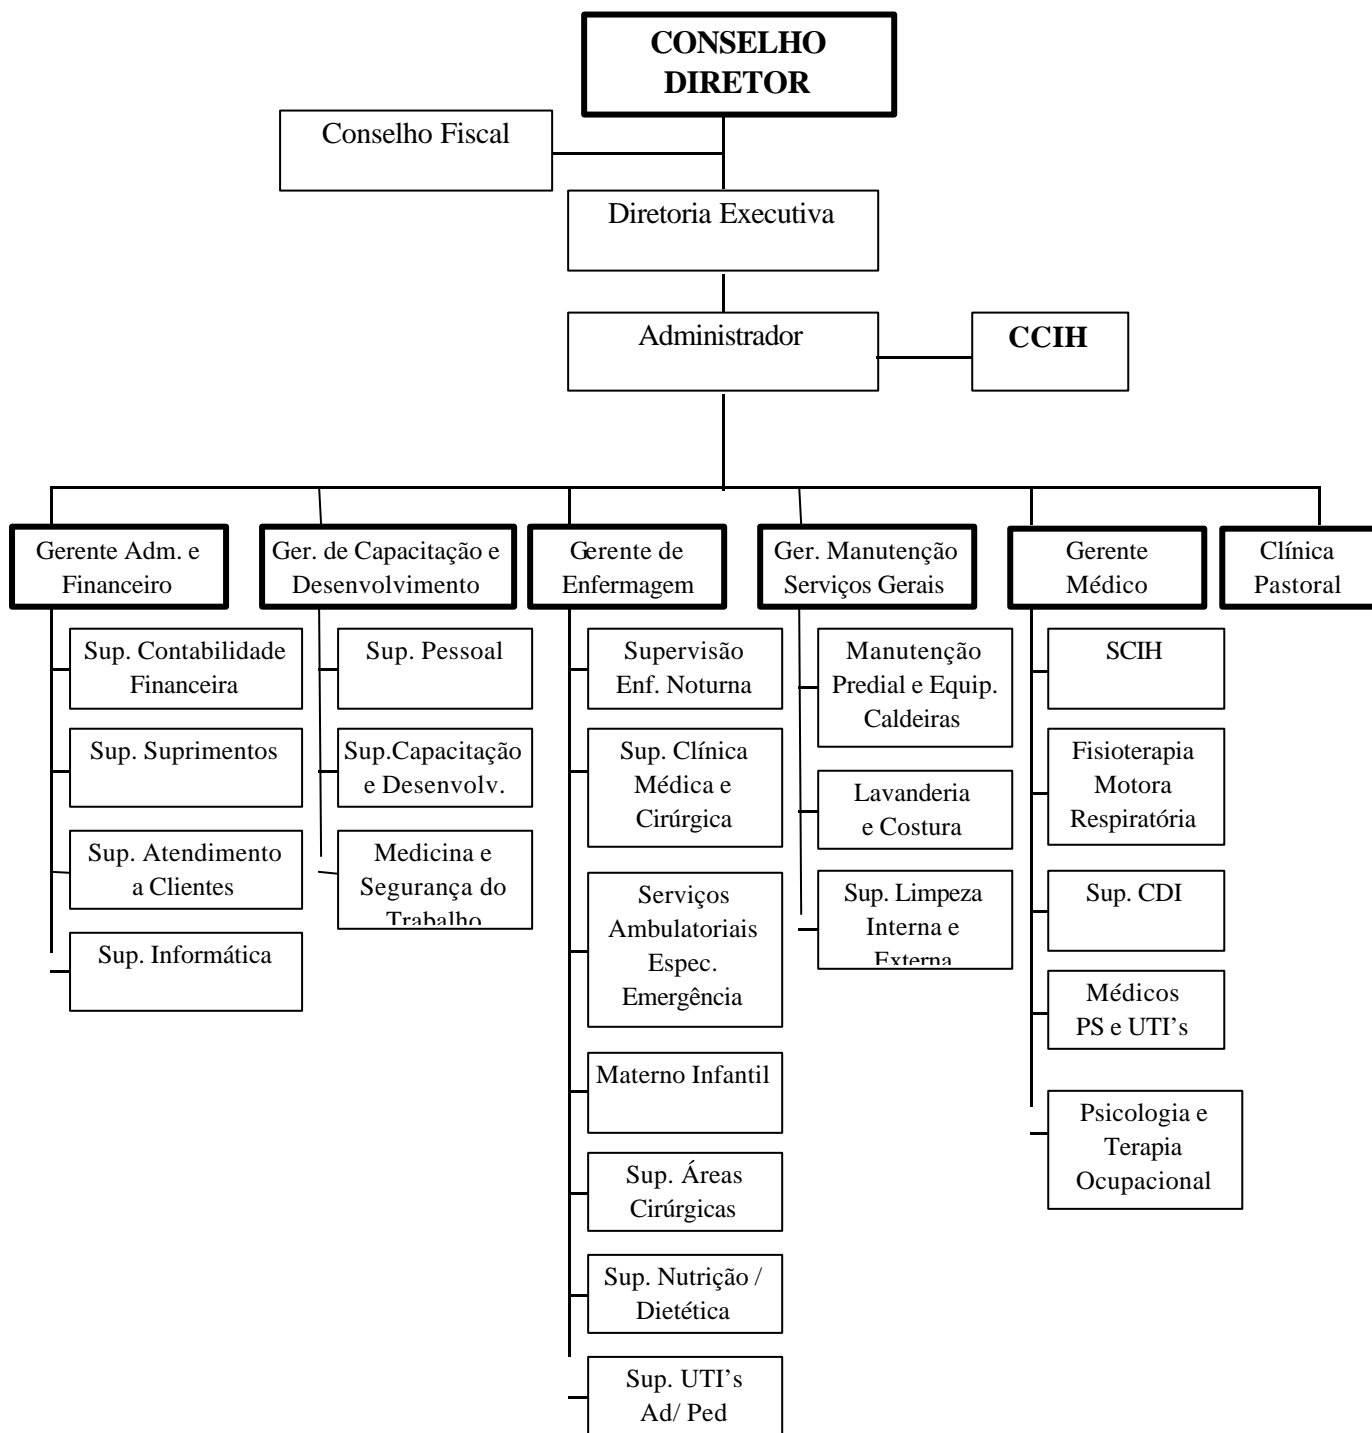 CONSELHO
DIRETOR
Conselho Fiscal
Diretoria Executiva
Administrador
CCIH
Gerente Adm. e
Financeiro
Ger. de Capacitação e
Desenvolvimento
Gerente de
Enfermagem
Ger. Manutenção
Serviços Gerais
Gerente
Médico
Clínica
Pastoral
Sup. Contabilidade
Financeira
Sup. Suprimentos
Sup. Atendimento
a Clientes
Sup. Informática
Sup. Pessoal
Sup.Capacitação
e Desenvolv.
Medicina e
Segurança do
Trabalho
Supervisão
Enf. Noturna
Sup. Clínica
Médica e
Cirúrgica
Serviços
Ambulatoriais
Espec.
Emergência
Materno Infantil
Sup. Áreas
Cirúrgicas
Sup. Nutrição /
Dietética
Sup. UTI’s
Ad/ Ped
Manutenção
Predial e Equip.
Caldeiras
Lavanderia
e Costura
Sup. Limpeza
Interna e
Externa
SCIH
Fisioterapia
Motora
Respiratória
Sup. CDI
Médicos
PS e UTI’s
Psicologia e
Terapia
Ocupacional